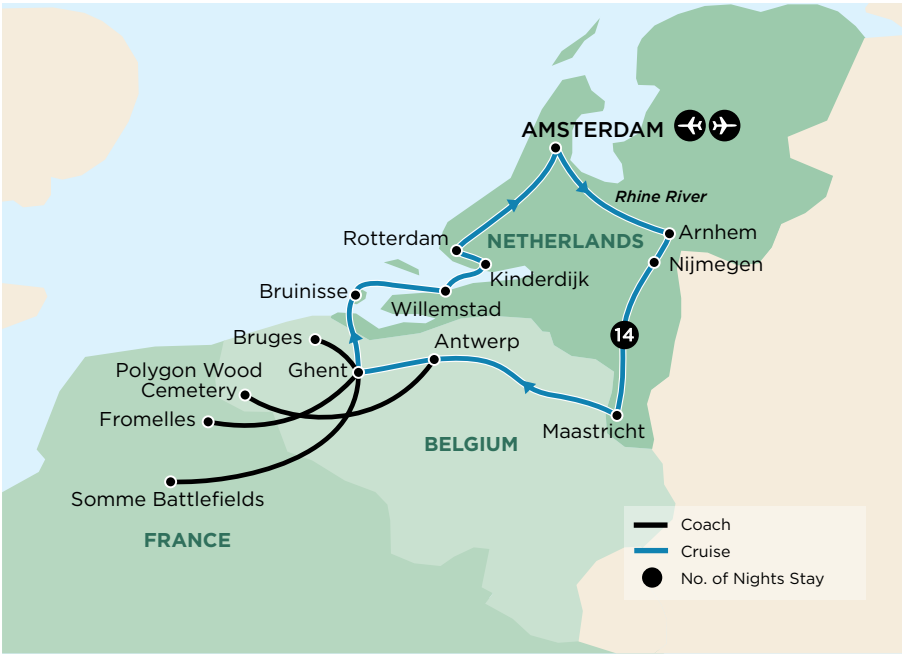 AMSTERDAM
Rhine River
Rotterdam
NETHERLANDS
Arnhem
Nijmegen
Kinderdijk
Bruinisse
Willemstad
14
Bruges
Antwerp
Polygon Wood
Cemetery
Ghent
Fromelles
Maastricht
BELGIUM
Somme Battlefields
FRANCE
Coach
Cruise
No. of Nights Stay